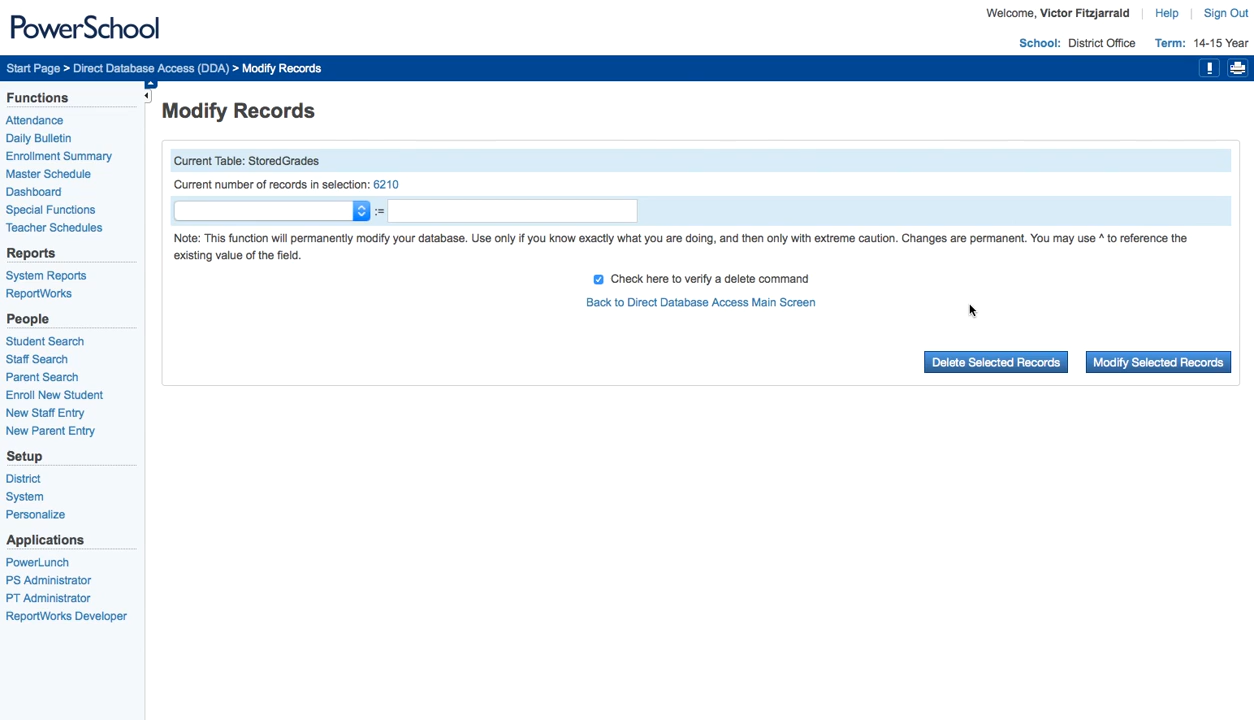 PowerSchool
Welcome, Victor Fitzjarrald | Help | Sign Out
School: District Office Term: 14-15 Year
Start Page > Direct Database Access (DDA) > Modify Records
Functions
Attendance
Daily Bulletin
Enrollment Summary
Master Schedule
Dashboard
Special Functions
Teacher Schedules
Reports
System Reports
ReportWorks
People
Student Search
Staff Search
Parent Search
Enroll New Student
New Staff Entry
New Parent Entry
Setup
District
System
Personalize
Applications
PowerLunch
PS Administrator
PT Administrator
ReportWorks Developer
Modify Records
Current Table: StoredGrades
Current number of records in selection: 6210
:=
Note: This function will permanently modify your database. Use only if you know exactly what you are doing, and then only with extreme caution. Changes are permanent. You may use ^ to reference the
existing value of the field.
Check here to verify a delete command
Back to Direct Database Access Main Screen
Delete Selected Records Modify Selected Records